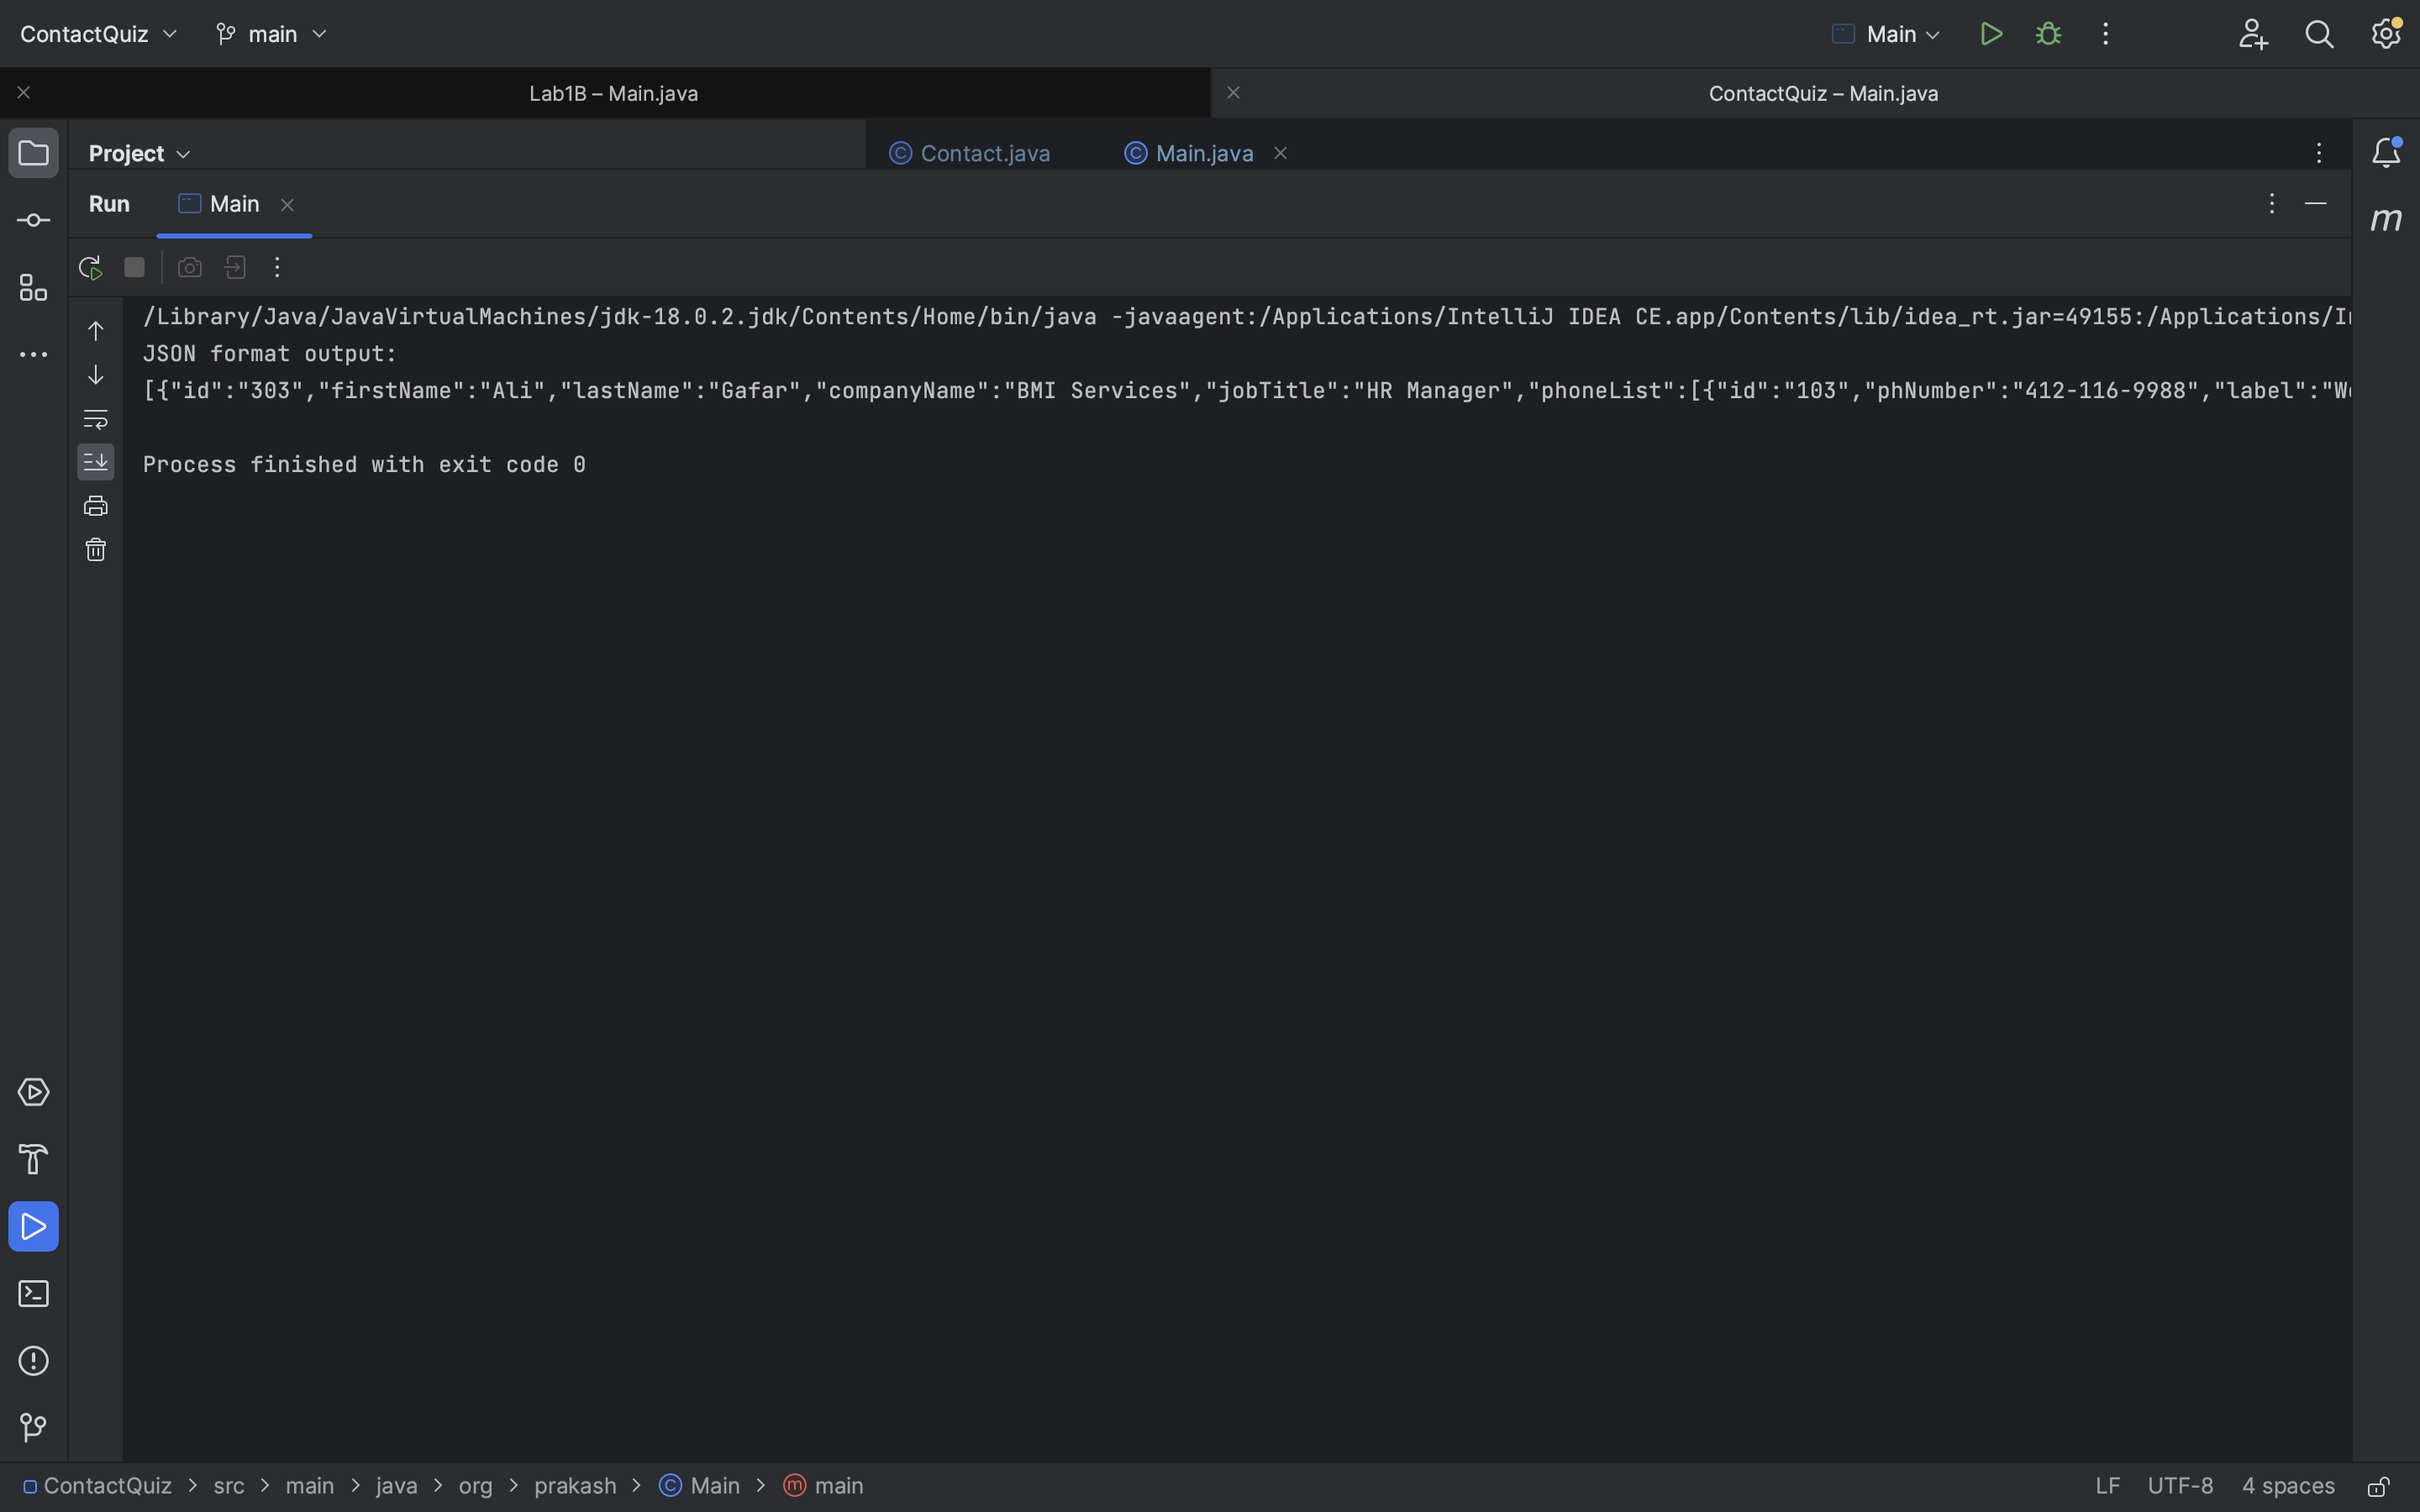 ContactQuiz main Main
Lab1B – Main.java ContactQuiz – Main.java
Project Contact.java Main.java
Run Main
/Library/Java/JavaVirtualMachines/jdk-18.0.2.jdk/Contents/Home/bin/java -javaagent:/Applications/IntelliJ IDEA CE.app/Contents/lib/idea_rt.jar=49155:/Applications/I
JSON format output:
[{"id":"303","firstName":"Ali","lastName":"Gafar","companyName":"BMI Services","jobTitle":"HR Manager","phoneList":[{"id":"103","phNumber":"412-116-9988","label":"W
Process finished with exit code 0
ContactQuiz > src > main > java > org > prakash > Main > main LF UTF-8 4 spaces